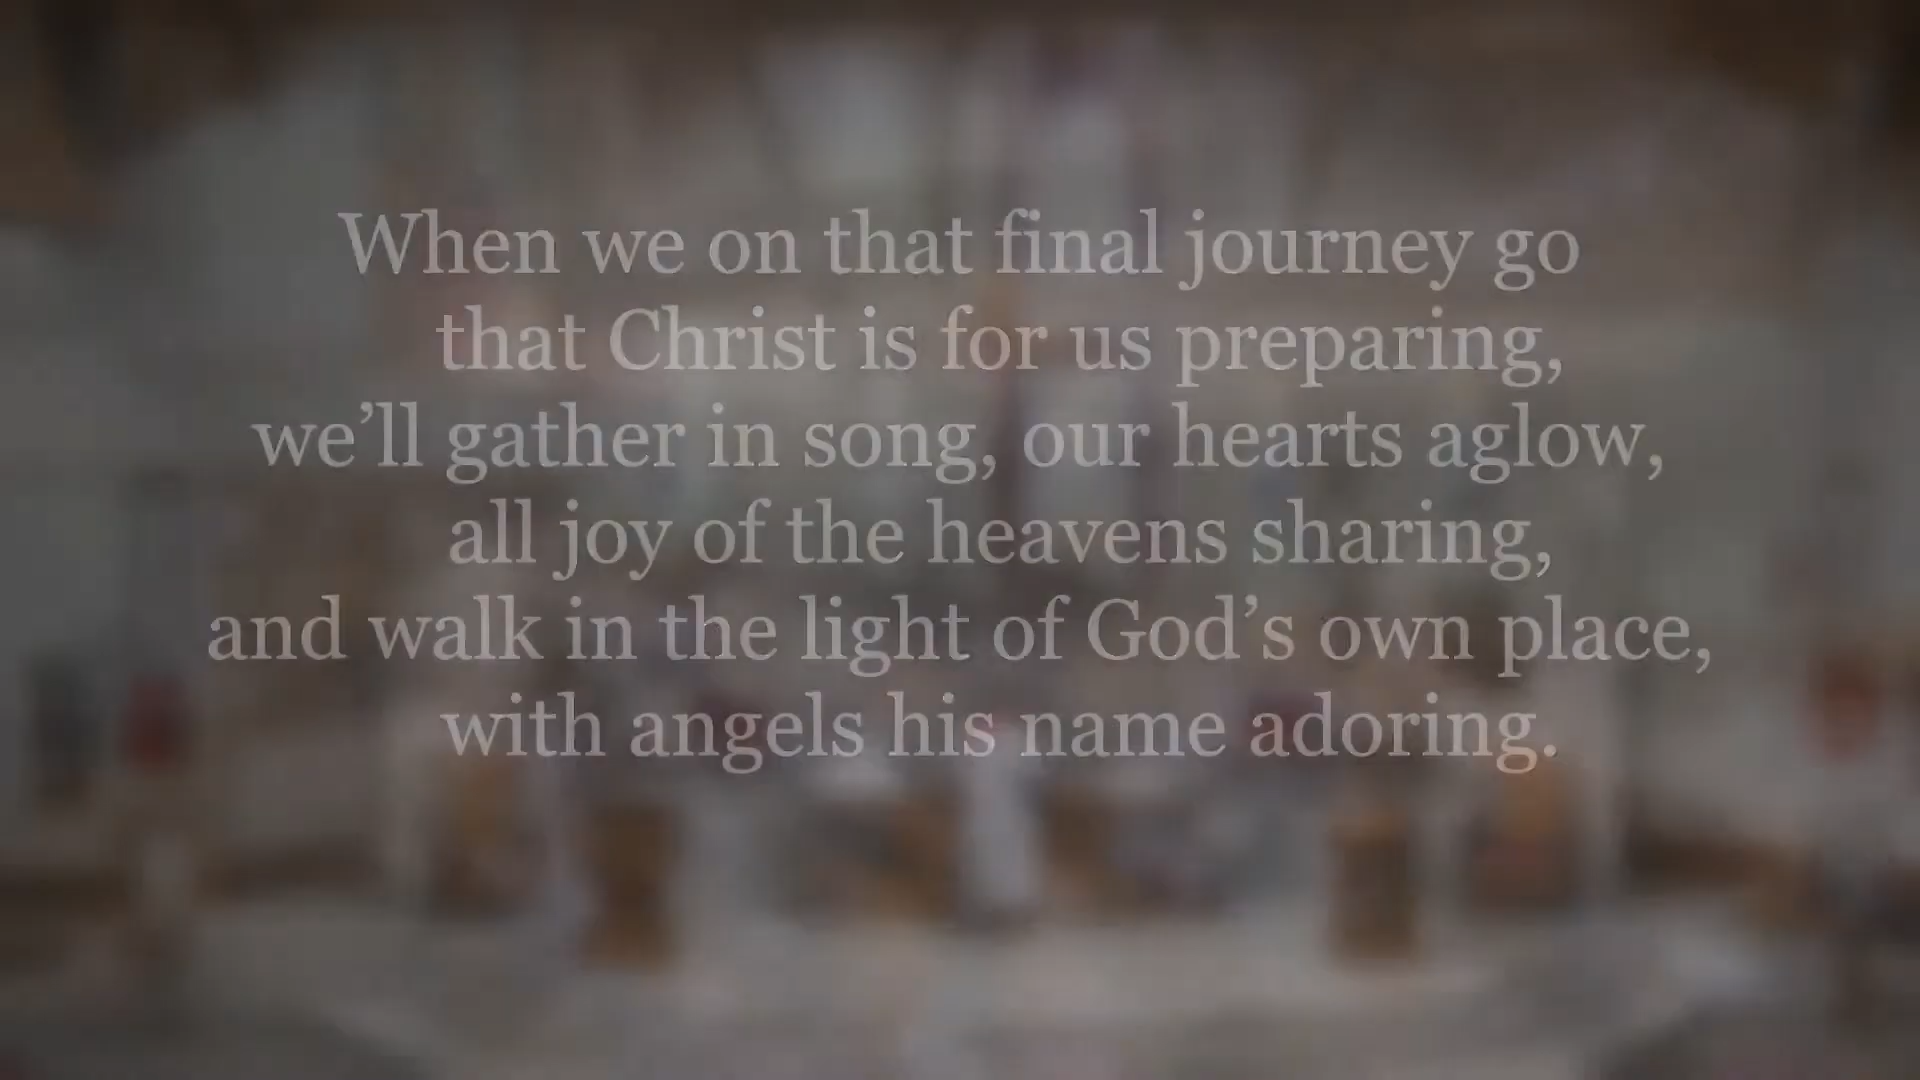 When we on that final journey go
that Christ is for us preparing,
we’ll gather in song, our hearts aglow,
all joy of the heavens sharing,
and walk in the light of God’s own place,
with angels his name adoring.